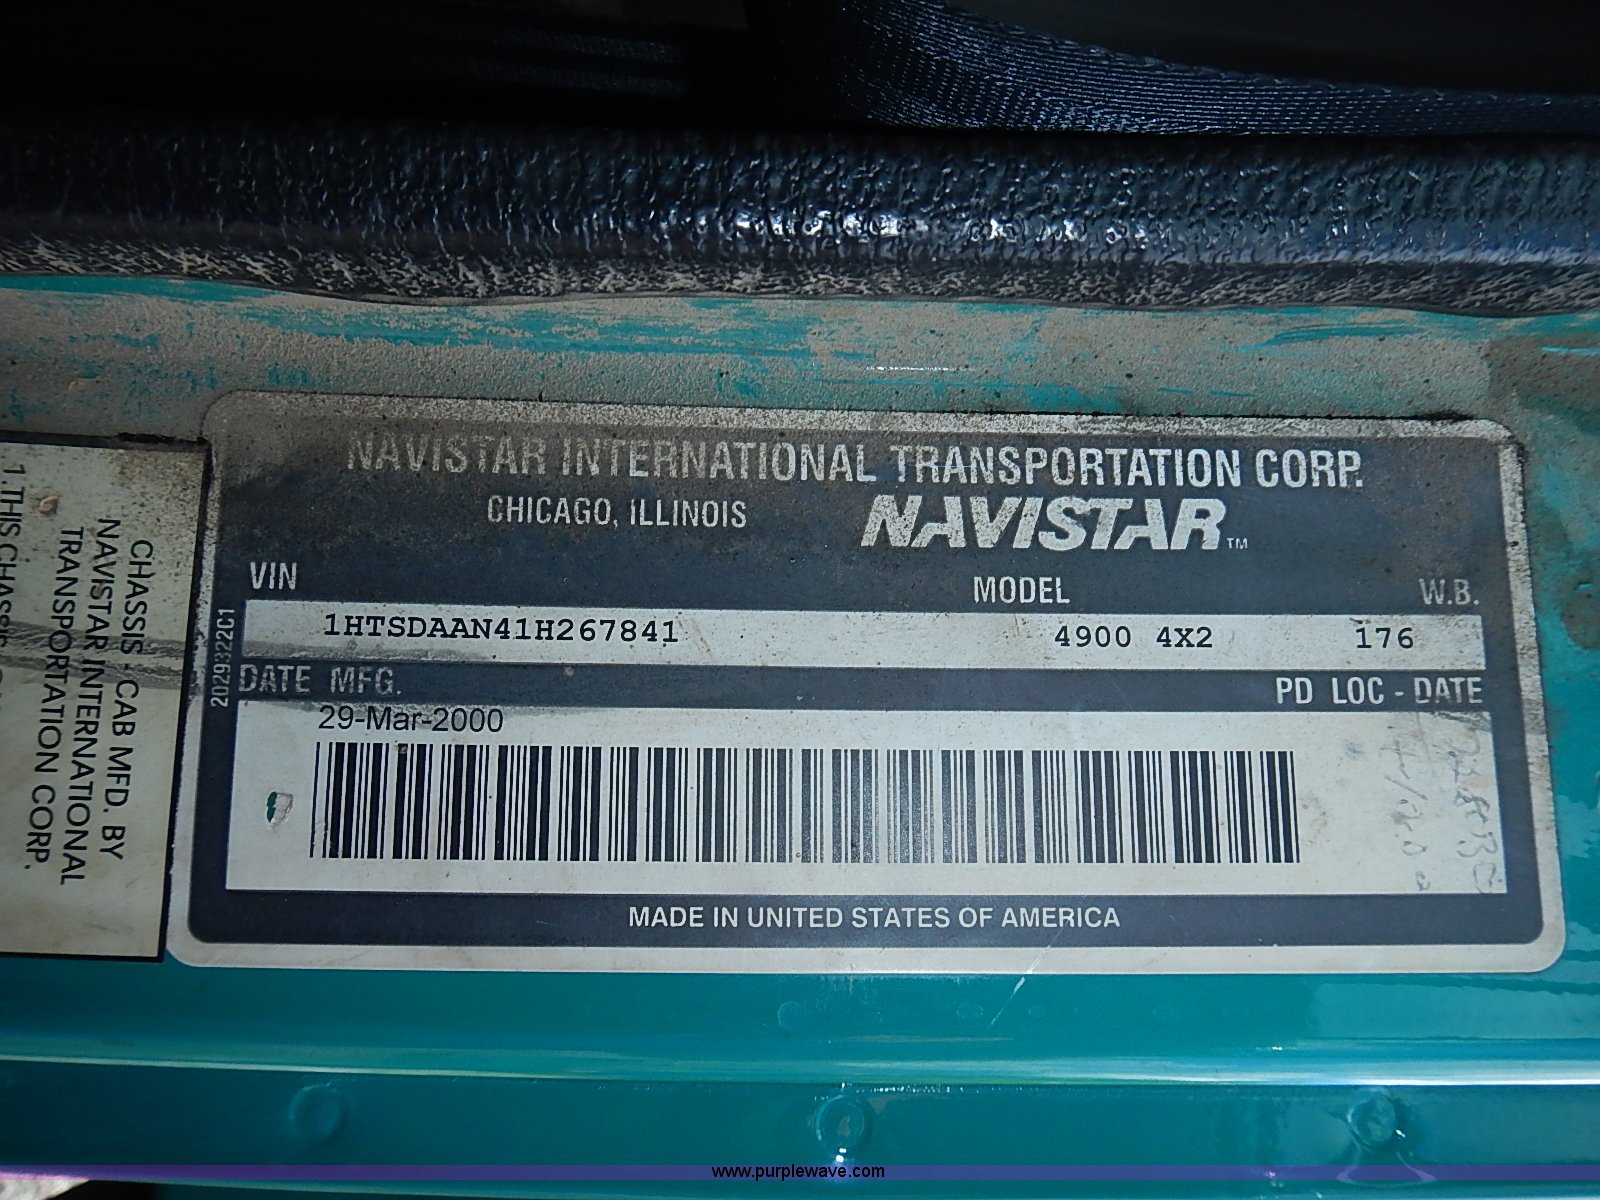 NAVISTAR INTERNATIONAL TRANSPORTATION CORP.
CHICAGO, ILLINOIS NAVISTAR TM
VIN MODEL W.B.
1HTSDAAN41H267841 4900 4X2 176
DATE MFG. PD LOC - DATE
29-Mar-2000
MADE IN UNITED STATES OF AMERICA
2029322C1
CHASSIS - CAB MFD. BY
NAVISTAR INTERNATIONAL
TRANSPORTATION CORP.
1.THIS CHASSIS
www.purplewave.com